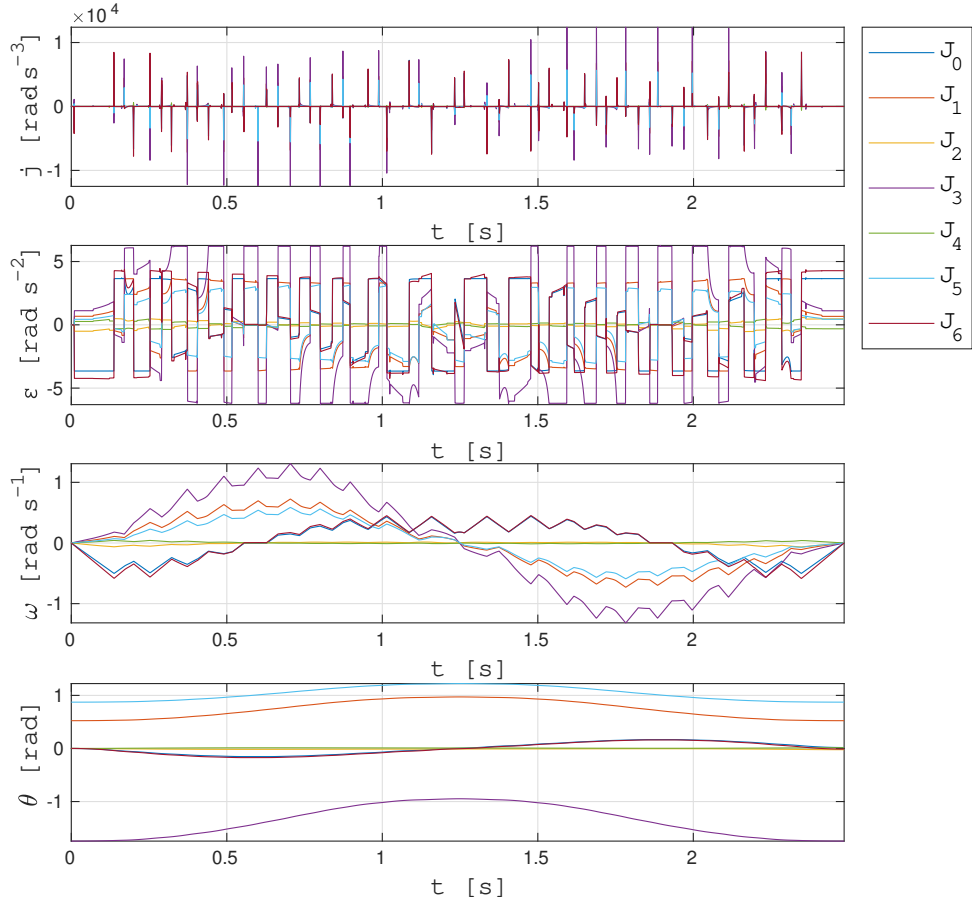 ×10⁴
j [rad s⁻³]
1
0
-1
0 0.5 1 1.5 2
t [s]
ε [rad s⁻²]
5
0
-5
0 0.5 1 1.5 2
t [s]
ω [rad s⁻¹]
1
0
-1
0 0.5 1 1.5 2
t [s]
θ [rad]
1
0
-1
0 0.5 1 1.5 2
t [s]
J₀
J₁
J₂
J₃
J₄
J₅
J₆